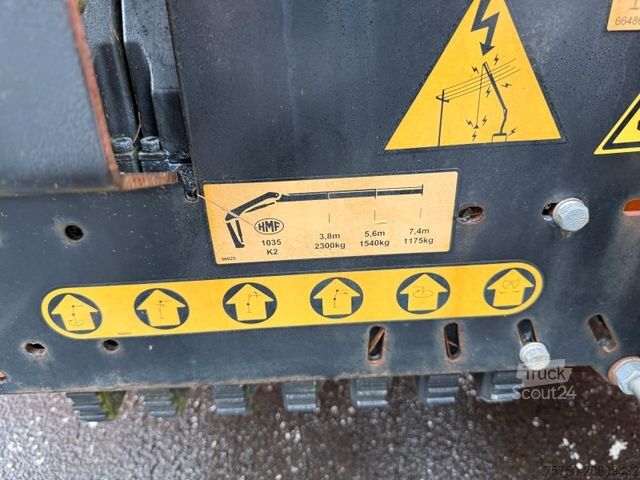 HMF
1035
K2
3,8m 5,6m 7,4m
2300kg 1540kg 1175kg
Truck
Scout24